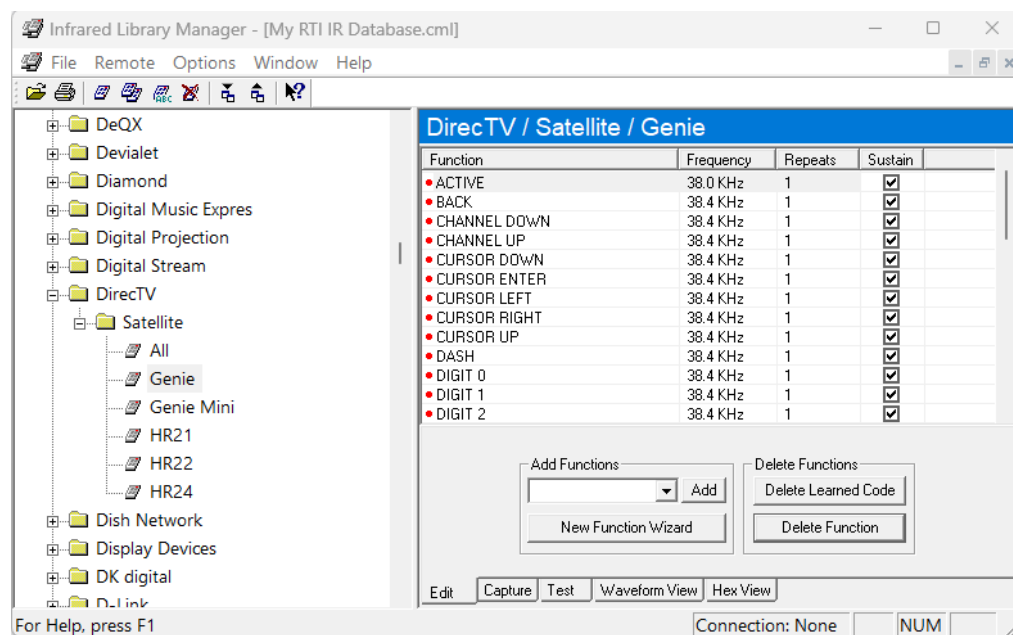 Infrared Library Manager - [My RTI IR Database.cml]
File Remote Options Window Help
ABC
DeQX
Devialet
Diamond
Digital Music Expres
Digital Projection
Digital Stream
DirecTV
Satellite
All
Genie
Genie Mini
HR21
HR22
HR24
Dish Network
Display Devices
DK digital
D-Link
DirecTV / Satellite / Genie
Function Frequency Repeats Sustain
ACTIVE 38.0 KHz 1
BACK 38.4 KHz 1
CHANNEL DOWN 38.4 KHz 1
CHANNEL UP 38.4 KHz 1
CURSOR DOWN 38.4 KHz 1
CURSOR ENTER 38.4 KHz 1
CURSOR LEFT 38.4 KHz 1
CURSOR RIGHT 38.4 KHz 1
CURSOR UP 38.4 KHz 1
DASH 38.4 KHz 1
DIGIT 0 38.4 KHz 1
DIGIT 1 38.4 KHz 1
DIGIT 2 38.4 KHz 1
Add Functions
Add
New Function Wizard
Delete Functions
Delete Learned Code
Delete Function
Edit Capture Test Waveform View Hex View
For Help, press F1 Connection: None NUM